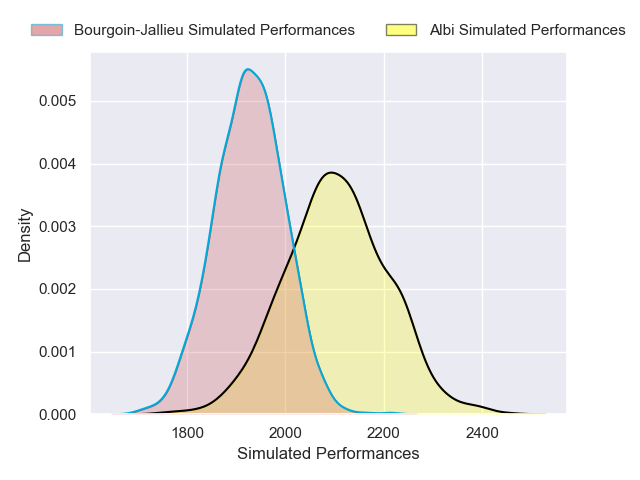 Bourgoin-Jallieu Simulated Performances Albi Simulated Performances
0.005
0.004
0.003
0.002
0.001
0.000
Density
1800 2000 2200 2400
Simulated Performances